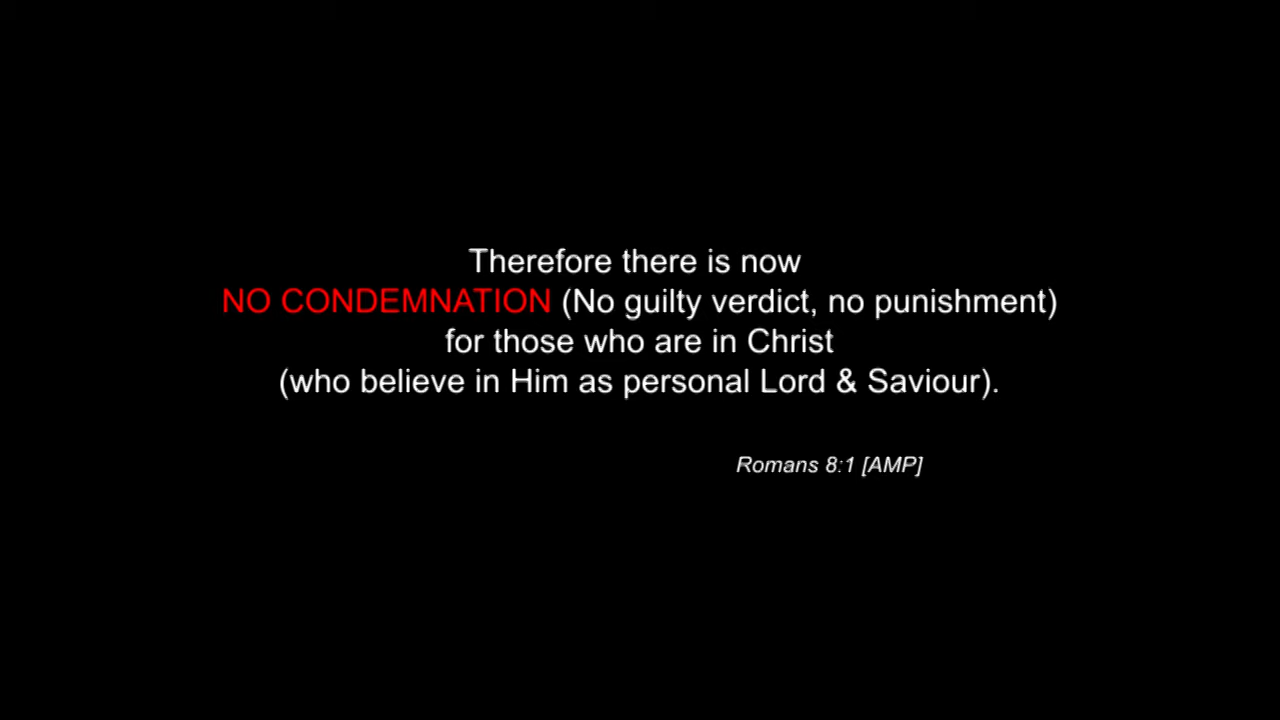 Therefore there is now
NO CONDEMNATION (No guilty verdict, no punishment)
for those who are in Christ
(who believe in Him as personal Lord & Saviour).
Romans 8:1 [AMP]